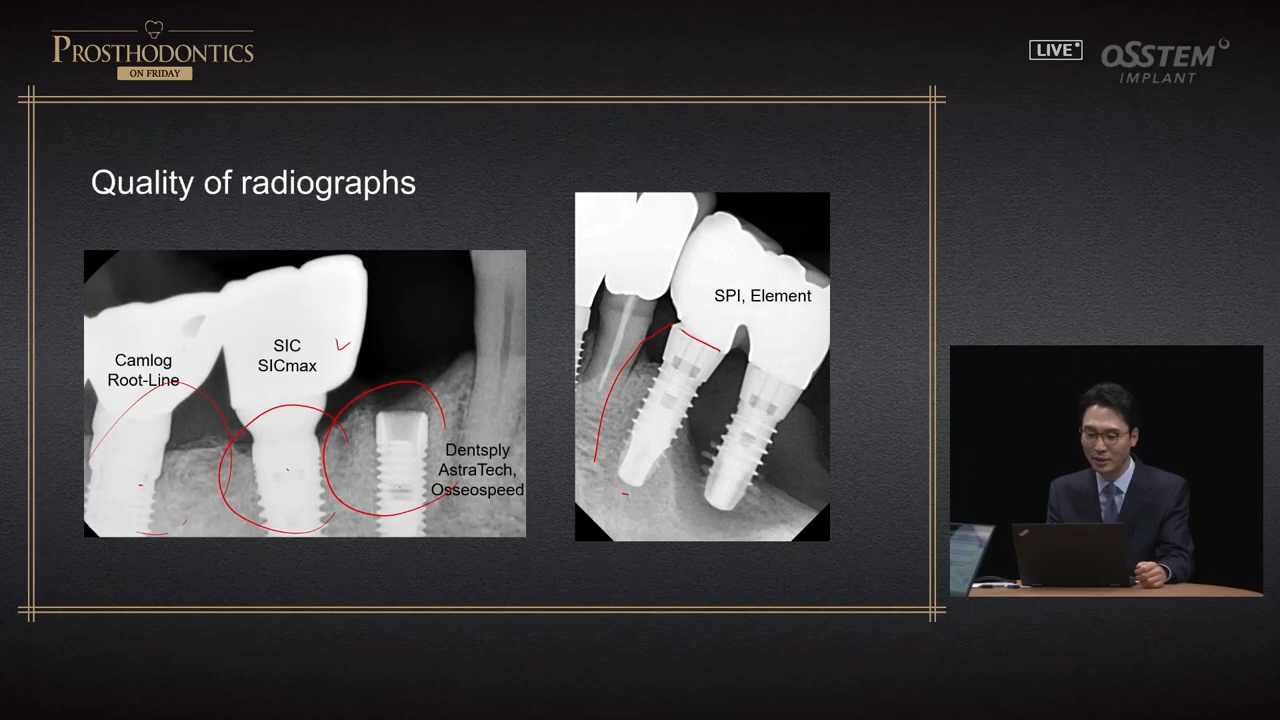 PROSTHODONTICS
ON FRIDAY
LIVE
OSSTEM
IMPLANT
Quality of radiographs
Camlog
Root-Line
SIC
SICmax
Dentsply
AstraTech,
Osseospeed
SPI, Element